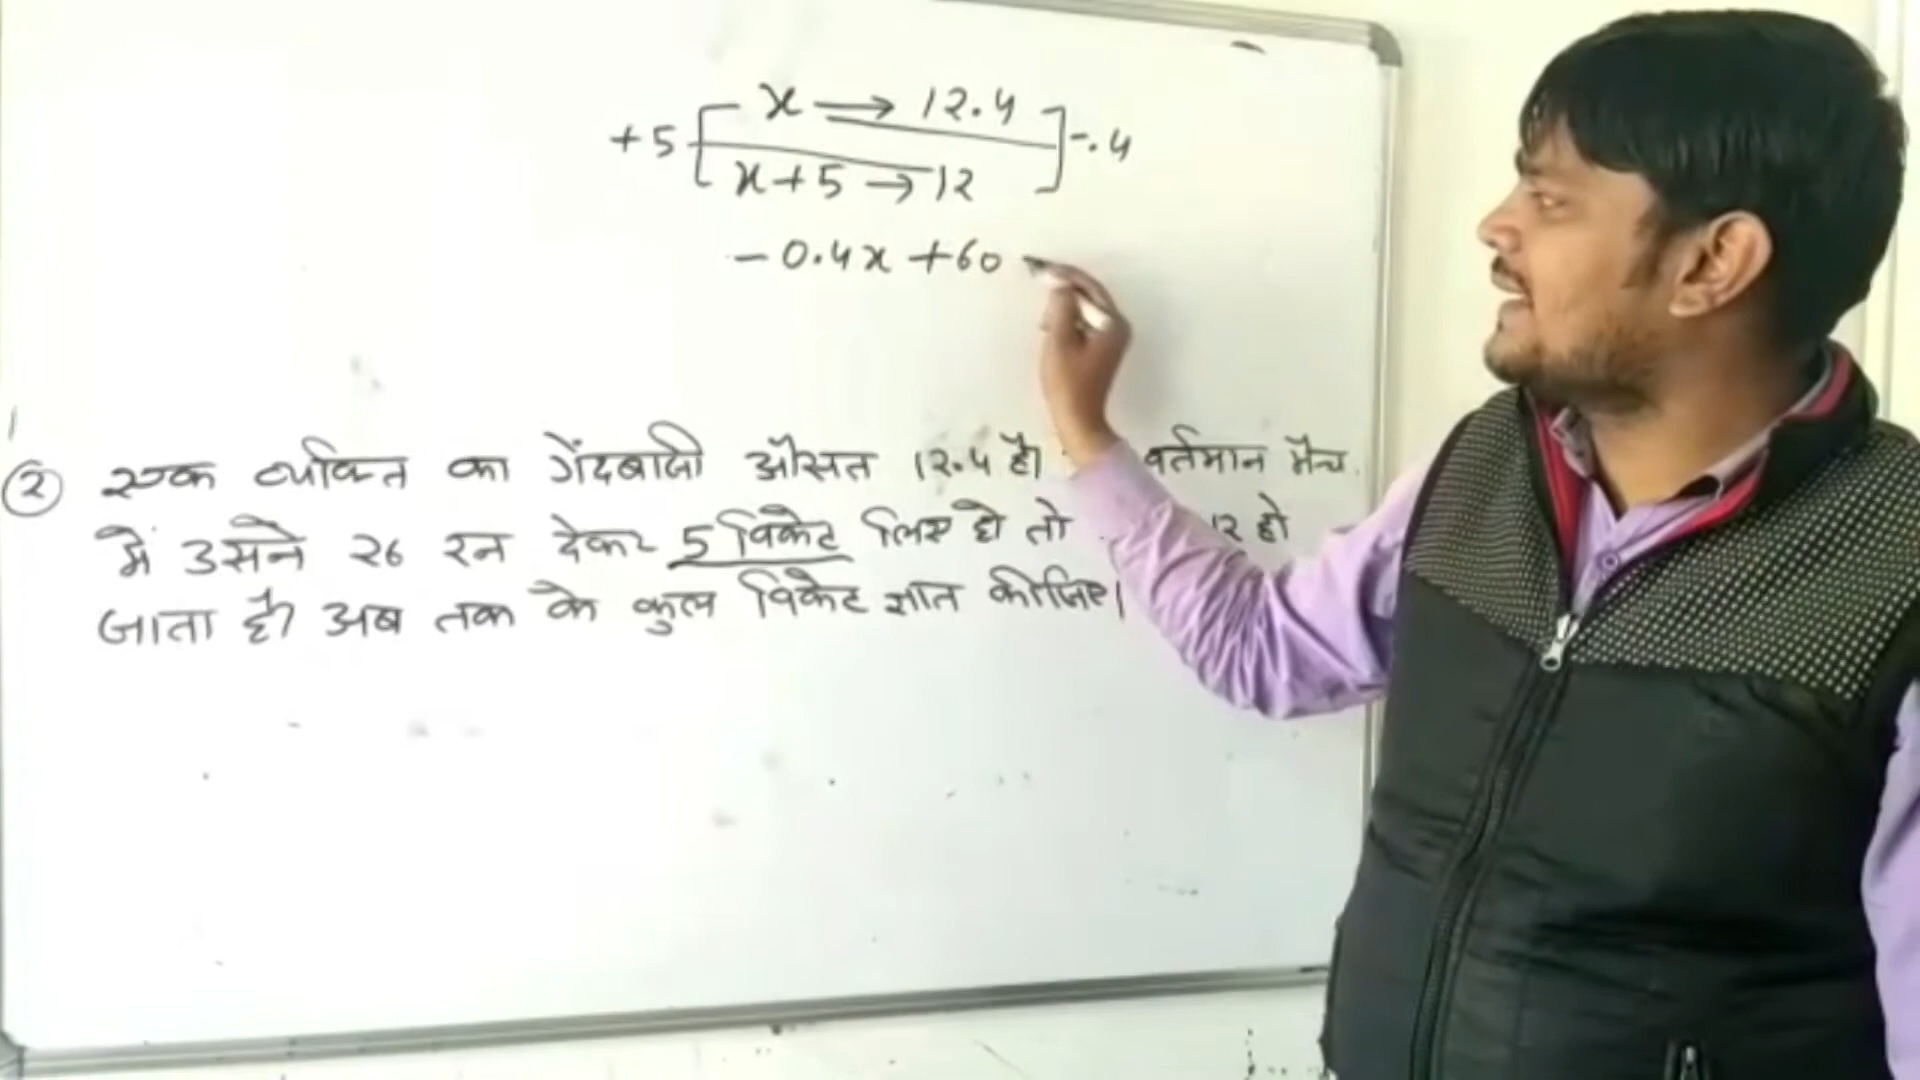 x → 12.4
+5 [ ] -.4
x+5 → 12
- 0.4x + 60 -
② एक व्यक्ति का गेंदबाजी औसत 12.4 है। वर्तमान मैच
में उसने 26 रन देकर 5 विकेट लिए हो तो 12 हो
जाता है। अब तक के कुल विकेट ज्ञात कीजिए।